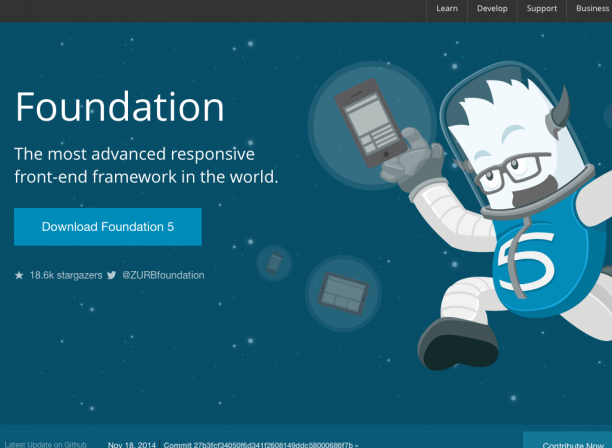 Learn Develop Support Business
Foundation
The most advanced responsive
front-end framework in the world.
Download Foundation 5
18.6k stargazers @ZURBfoundation
5
Latest Update on Github Nov 18, 2014 Commit 27b3fcf34050f6d341f2608149ddc58000686f7b » Contribute Now